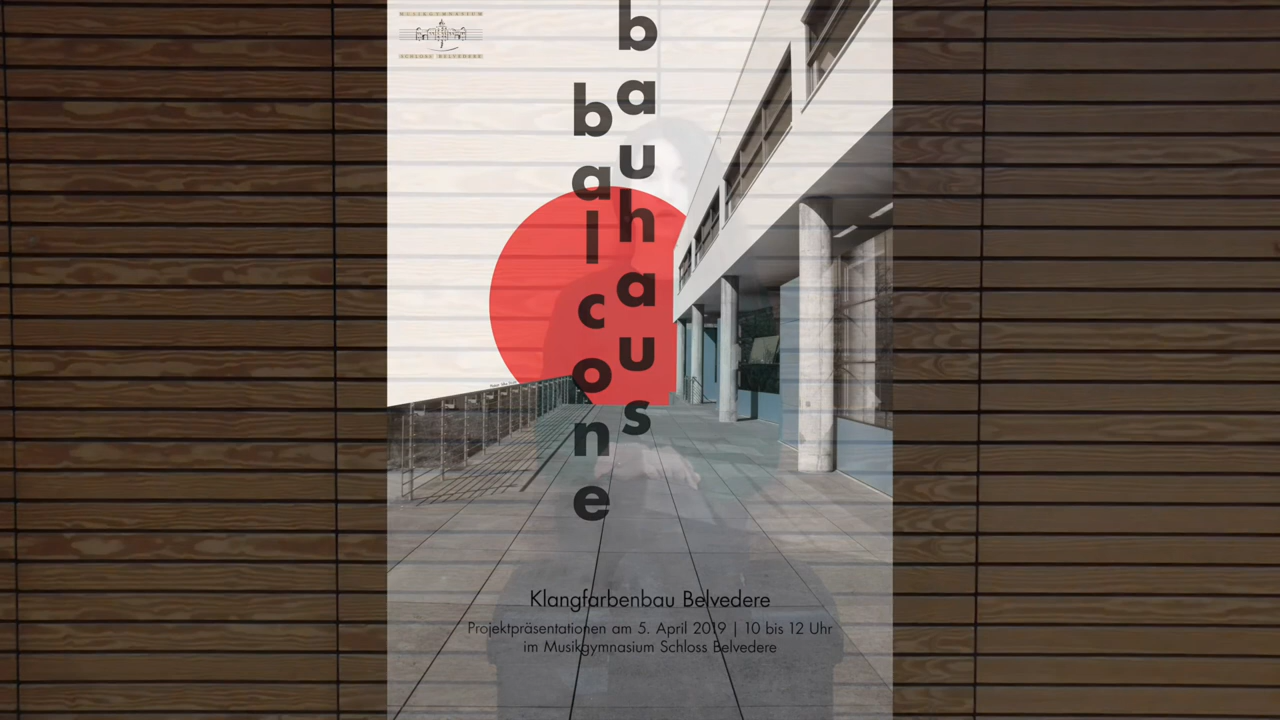 MUSIKGYMNASIUM
SCHLOSS BELVEDERE
bauhaus
balcone
Klangfarbenbau Belvedere
Projektpräsentationen am 5. April 2019 | 10 bis 12 Uhr
im Musikgymnasium Schloss Belvedere